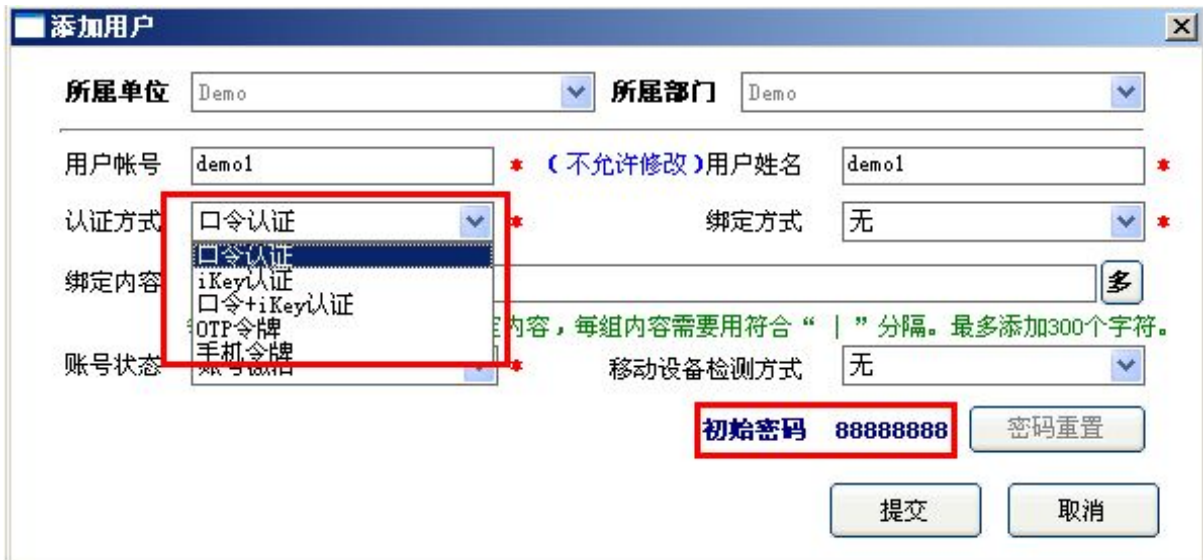 添加用户
所属单位 Demo 所属部门 Demo
用户帐号 demo1 * (不允许修改)用户姓名 demo1 *
认证方式 口令认证 * 绑定方式 无 *
口令认证
绑定内容 iKey认证 多
口令+iKey认证
OTP令牌 定内容，每组内容需要用符合“ | ”分隔。最多添加300个字符。
手机令牌
账号状态 账号激活 * 移动设备检测方式 无
初始密码 88888888 密码重置
提交 取消